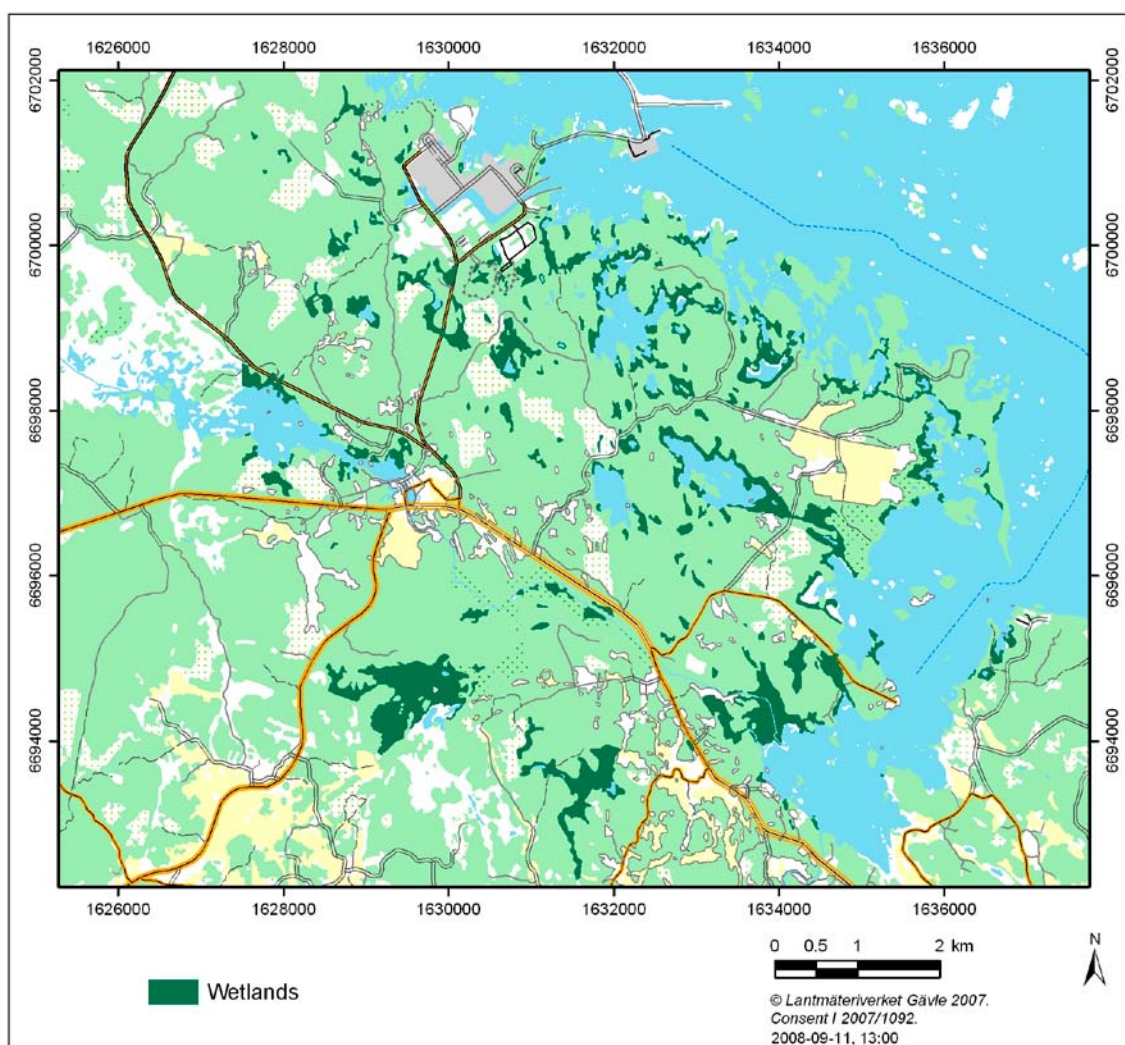 1626000 1628000 1630000 1632000 1634000 1636000
6702000 6702000
6700000 6700000
6698000 6698000
6696000 6696000
6694000 6694000
1626000 1628000 1630000 1632000 1634000 1636000
0 0.5 1 2 km
N
Wetlands
© Lantmäteriverket Gävle 2007.
Consent I 2007/1092.
2008-09-11, 13:00